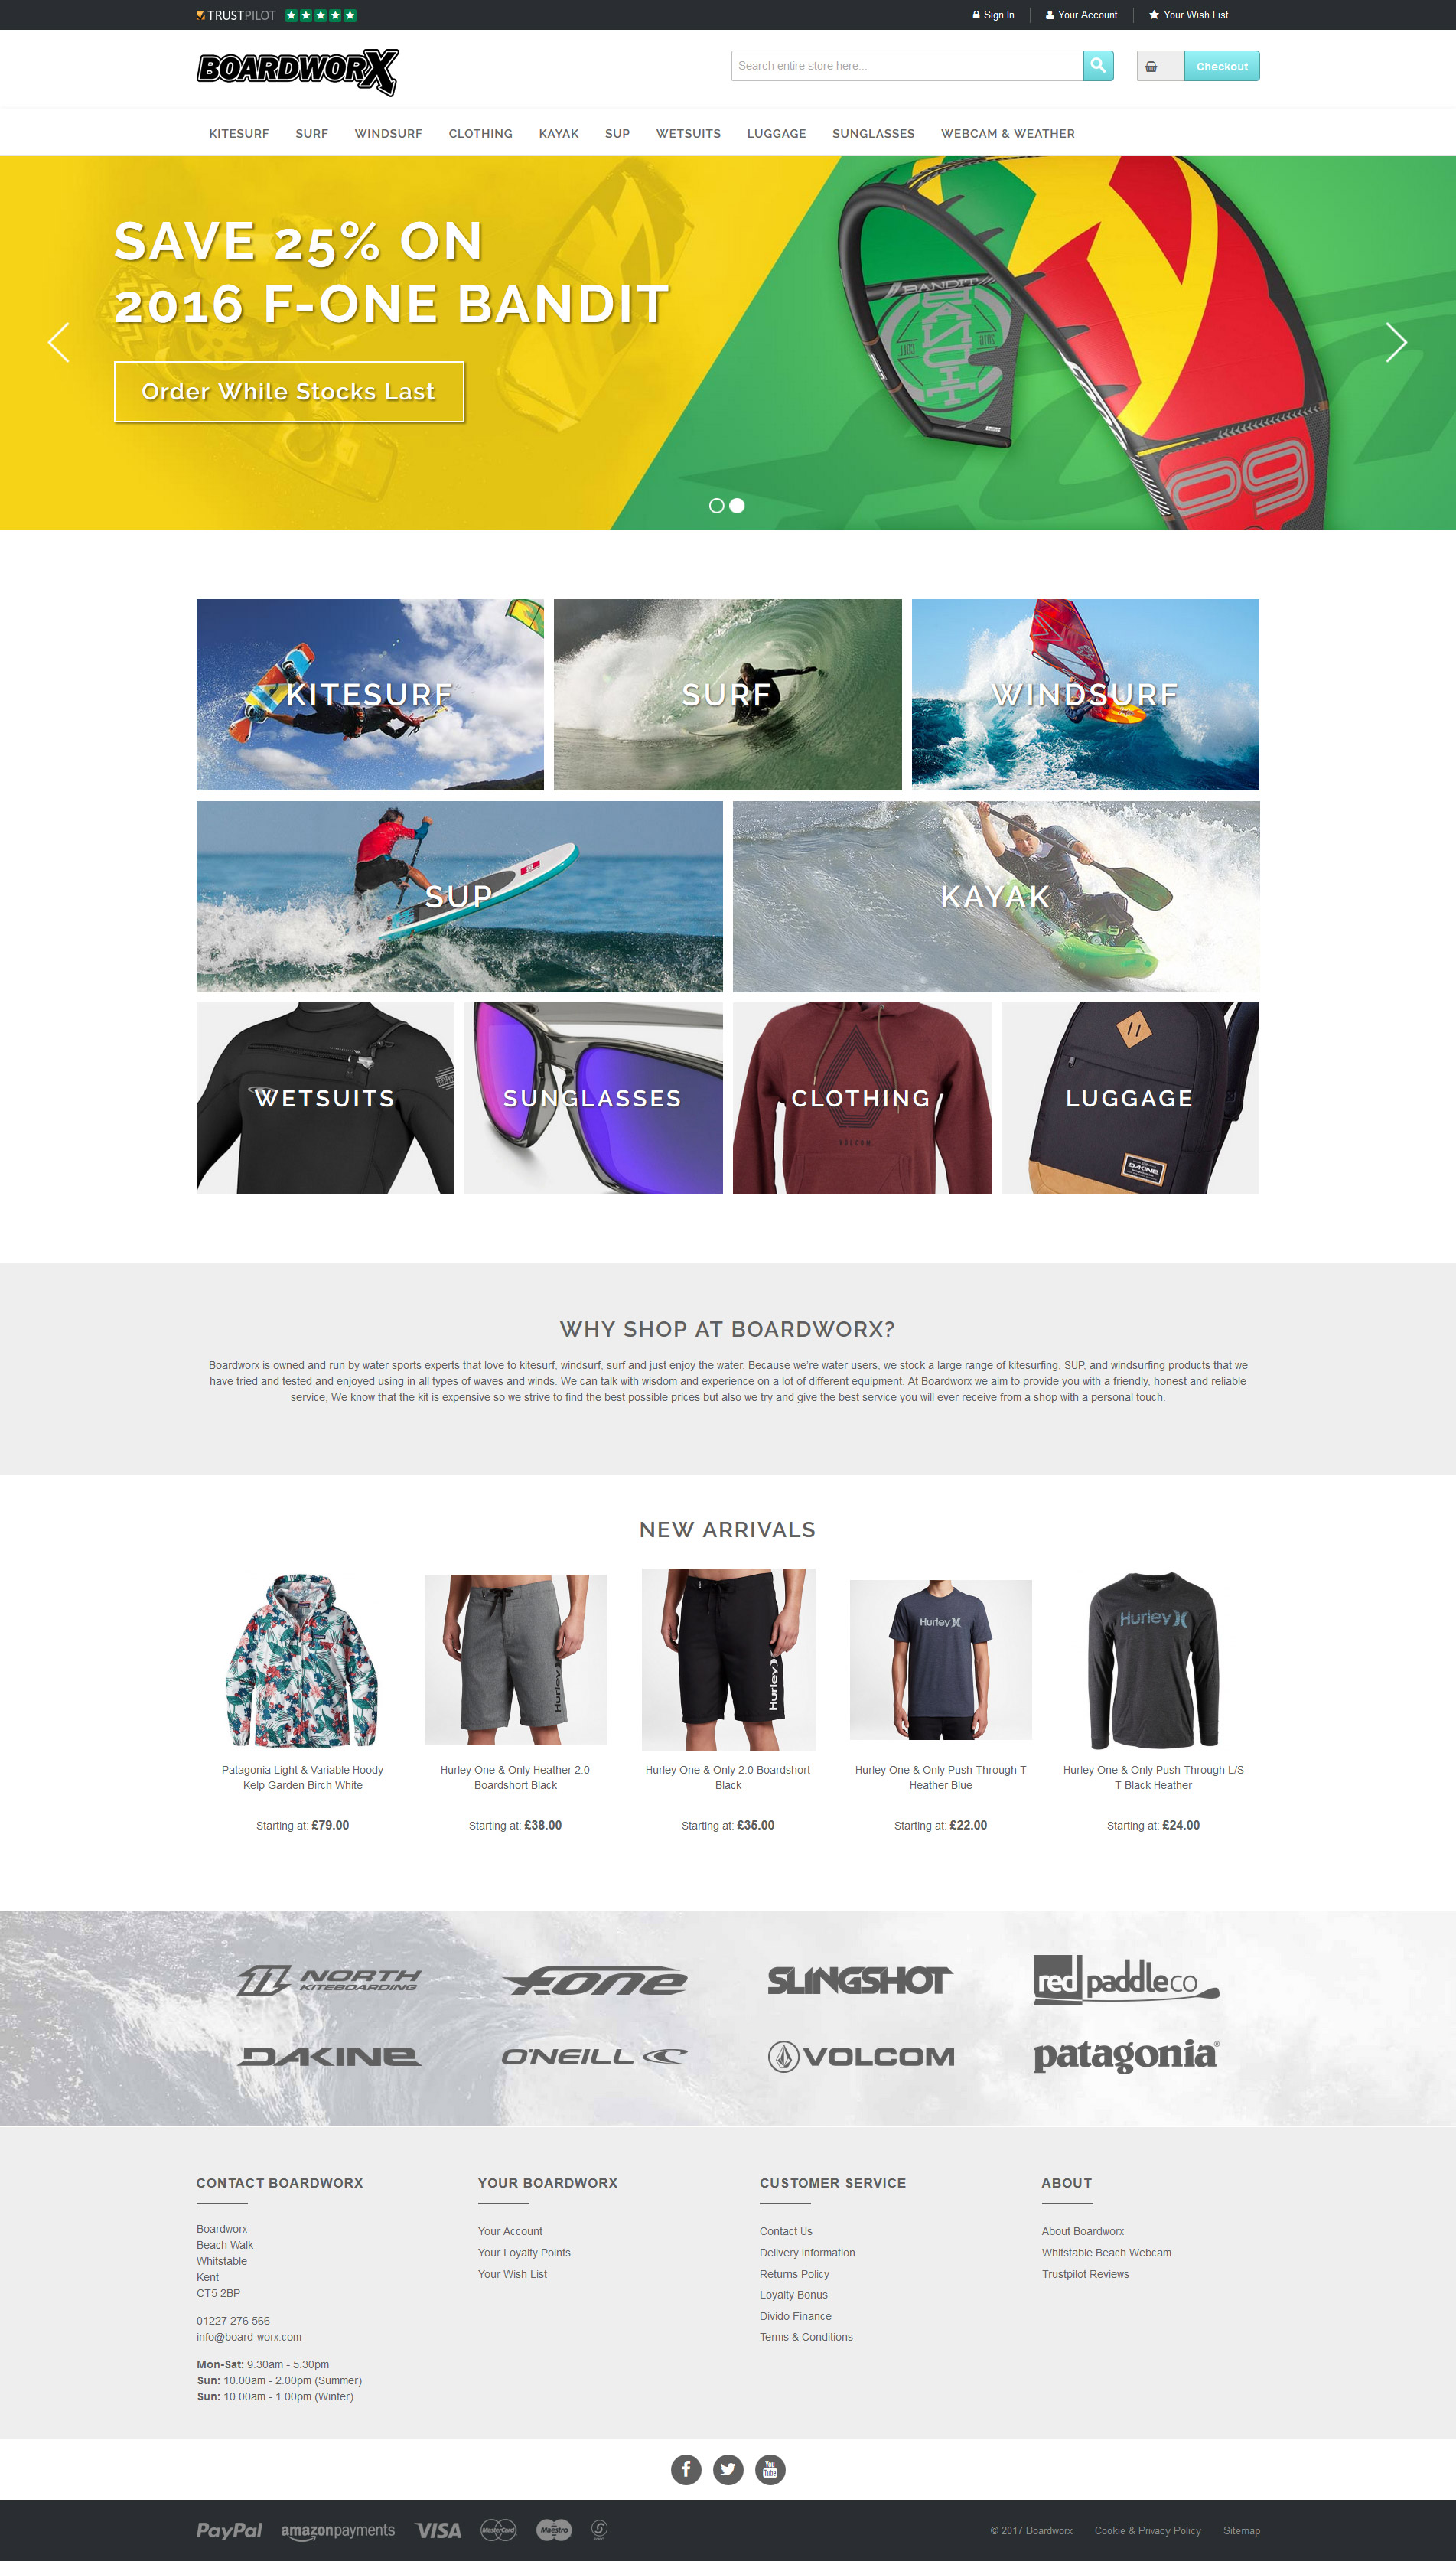 TRUSTPILOT
Sign In
Your Account
Your Wish List
BOARDWORX
Search entire store here...
Checkout
KITESURF SURF WINDSURF CLOTHING KAYAK SUP WETSUITS LUGGAGE SUNGLASSES WEBCAM & WEATHER
SAVE 25% ON
2016 F-ONE BANDIT
Order While Stocks Last
BANDIT
09
KITESURF
SURF
WINDSURF
SUP
KAYAK
WETSUITS
SUNGLASSES
CLOTHING
VOLCOM
LUGGAGE
DAKINE
WHY SHOP AT BOARDWORX?
Boardworx is owned and run by water sports experts that love to kitesurf, windsurf, surf and just enjoy the water. Because we're water users, we stock a large range of kitesurfing, SUP, and windsurfing products that we
have tried and tested and enjoyed using in all types of waves and winds. We can talk with wisdom and experience on a lot of different equipment. At Boardworx we aim to provide you with a friendly, honest and reliable
service, We know that the kit is expensive so we strive to find the best possible prices but also we try and give the best service you will ever receive from a shop with a personal touch.
NEW ARRIVALS
Hurley
Hurley
Hurley
Hurley
Patagonia Light & Variable Hoody
Kelp Garden Birch White
Starting at: £79.00
Hurley One & Only Heather 2.0
Boardshort Black
Starting at: £38.00
Hurley One & Only 2.0 Boardshort
Black
Starting at: £35.00
Hurley One & Only Push Through T
Heather Blue
Starting at: £22.00
Hurley One & Only Push Through L/S
T Black Heather
Starting at: £24.00
NORTH
KITEBOARDING
f-one
SLINGSHOT
red paddle co
DAKINE
O'NEILL
VOLCOM
patagonia®
CONTACT BOARDWORX
Boardworx
Beach Walk
Whitstable
Kent
CT5 2BP
01227 276 566
info@board-worx.com
Mon-Sat: 9.30am - 5.30pm
Sun: 10.00am - 2.00pm (Summer)
Sun: 10.00am - 1.00pm (Winter)
YOUR BOARDWORX
Your Account
Your Loyalty Points
Your Wish List
CUSTOMER SERVICE
Contact Us
Delivery Information
Returns Policy
Loyalty Bonus
Divido Finance
Terms & Conditions
ABOUT
About Boardworx
Whitstable Beach Webcam
Trustpilot Reviews
You
Tube
PayPal
amazonpayments
VISA
MasterCard
Maestro
© 2017 Boardworx
Cookie & Privacy Policy
Sitemap